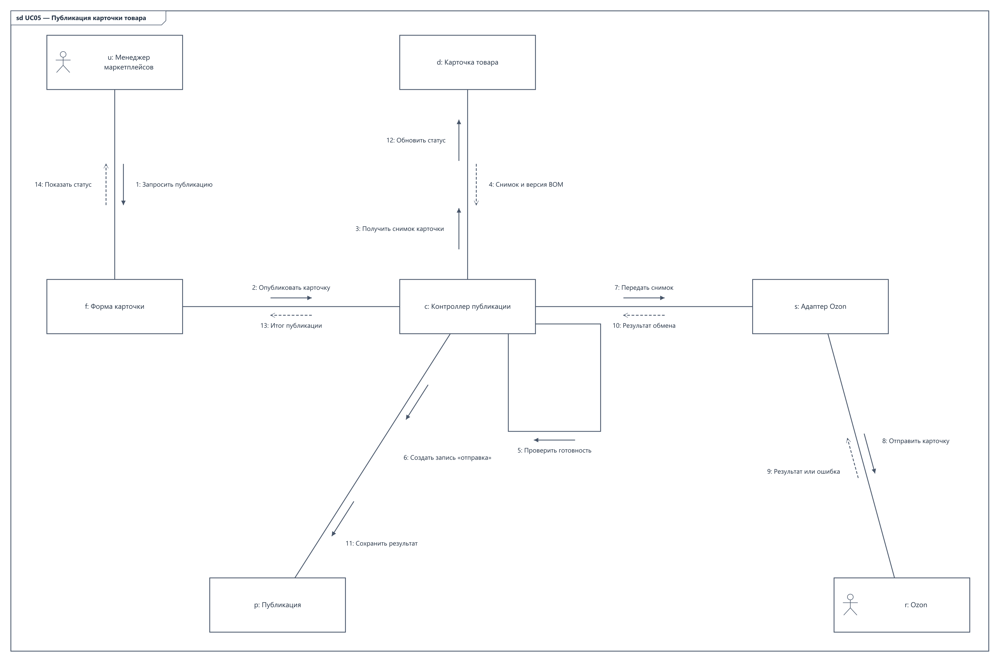 sd UC05 — Публикация карточки товара
u: Менеджер
маркетплейсов
d: Карточка товара
12: Обновить статус
14: Показать статус
1: Запросить публикацию
4: Снимок и версия BOM
3: Получить снимок карточки
2: Опубликовать карточку
7: Передать снимок
f: Форма карточки
c: Контроллер публикации
s: Адаптер Ozon
13: Итог публикации
10: Результат обмена
8: Отправить карточку
5: Проверить готовность
6: Создать запись «отправка»
9: Результат или ошибка
11: Сохранить результат
p: Публикация
r: Ozon